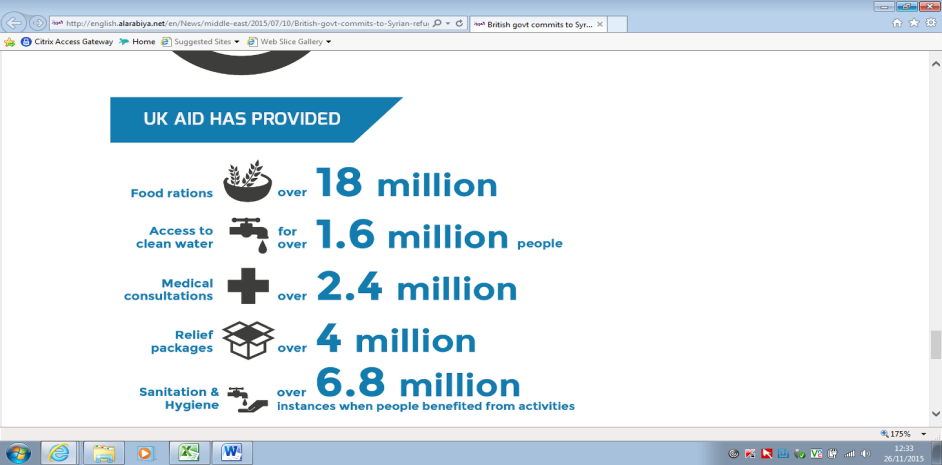 http://english.alarabiya.net/en/News/middle-east/2015/07/10/British-govt-commits-to-Syrian-refu
British govt commits to Syr...
Citrix Access Gateway Home Suggested Sites Web Slice Gallery
UK AID HAS PROVIDED
Food rations over 18 million
Access to clean water for over 1.6 million people
Medical consultations over 2.4 million
Relief packages over 4 million
Sanitation & Hygiene over 6.8 million
instances when people benefited from activities
175%
12:33
26/11/2015